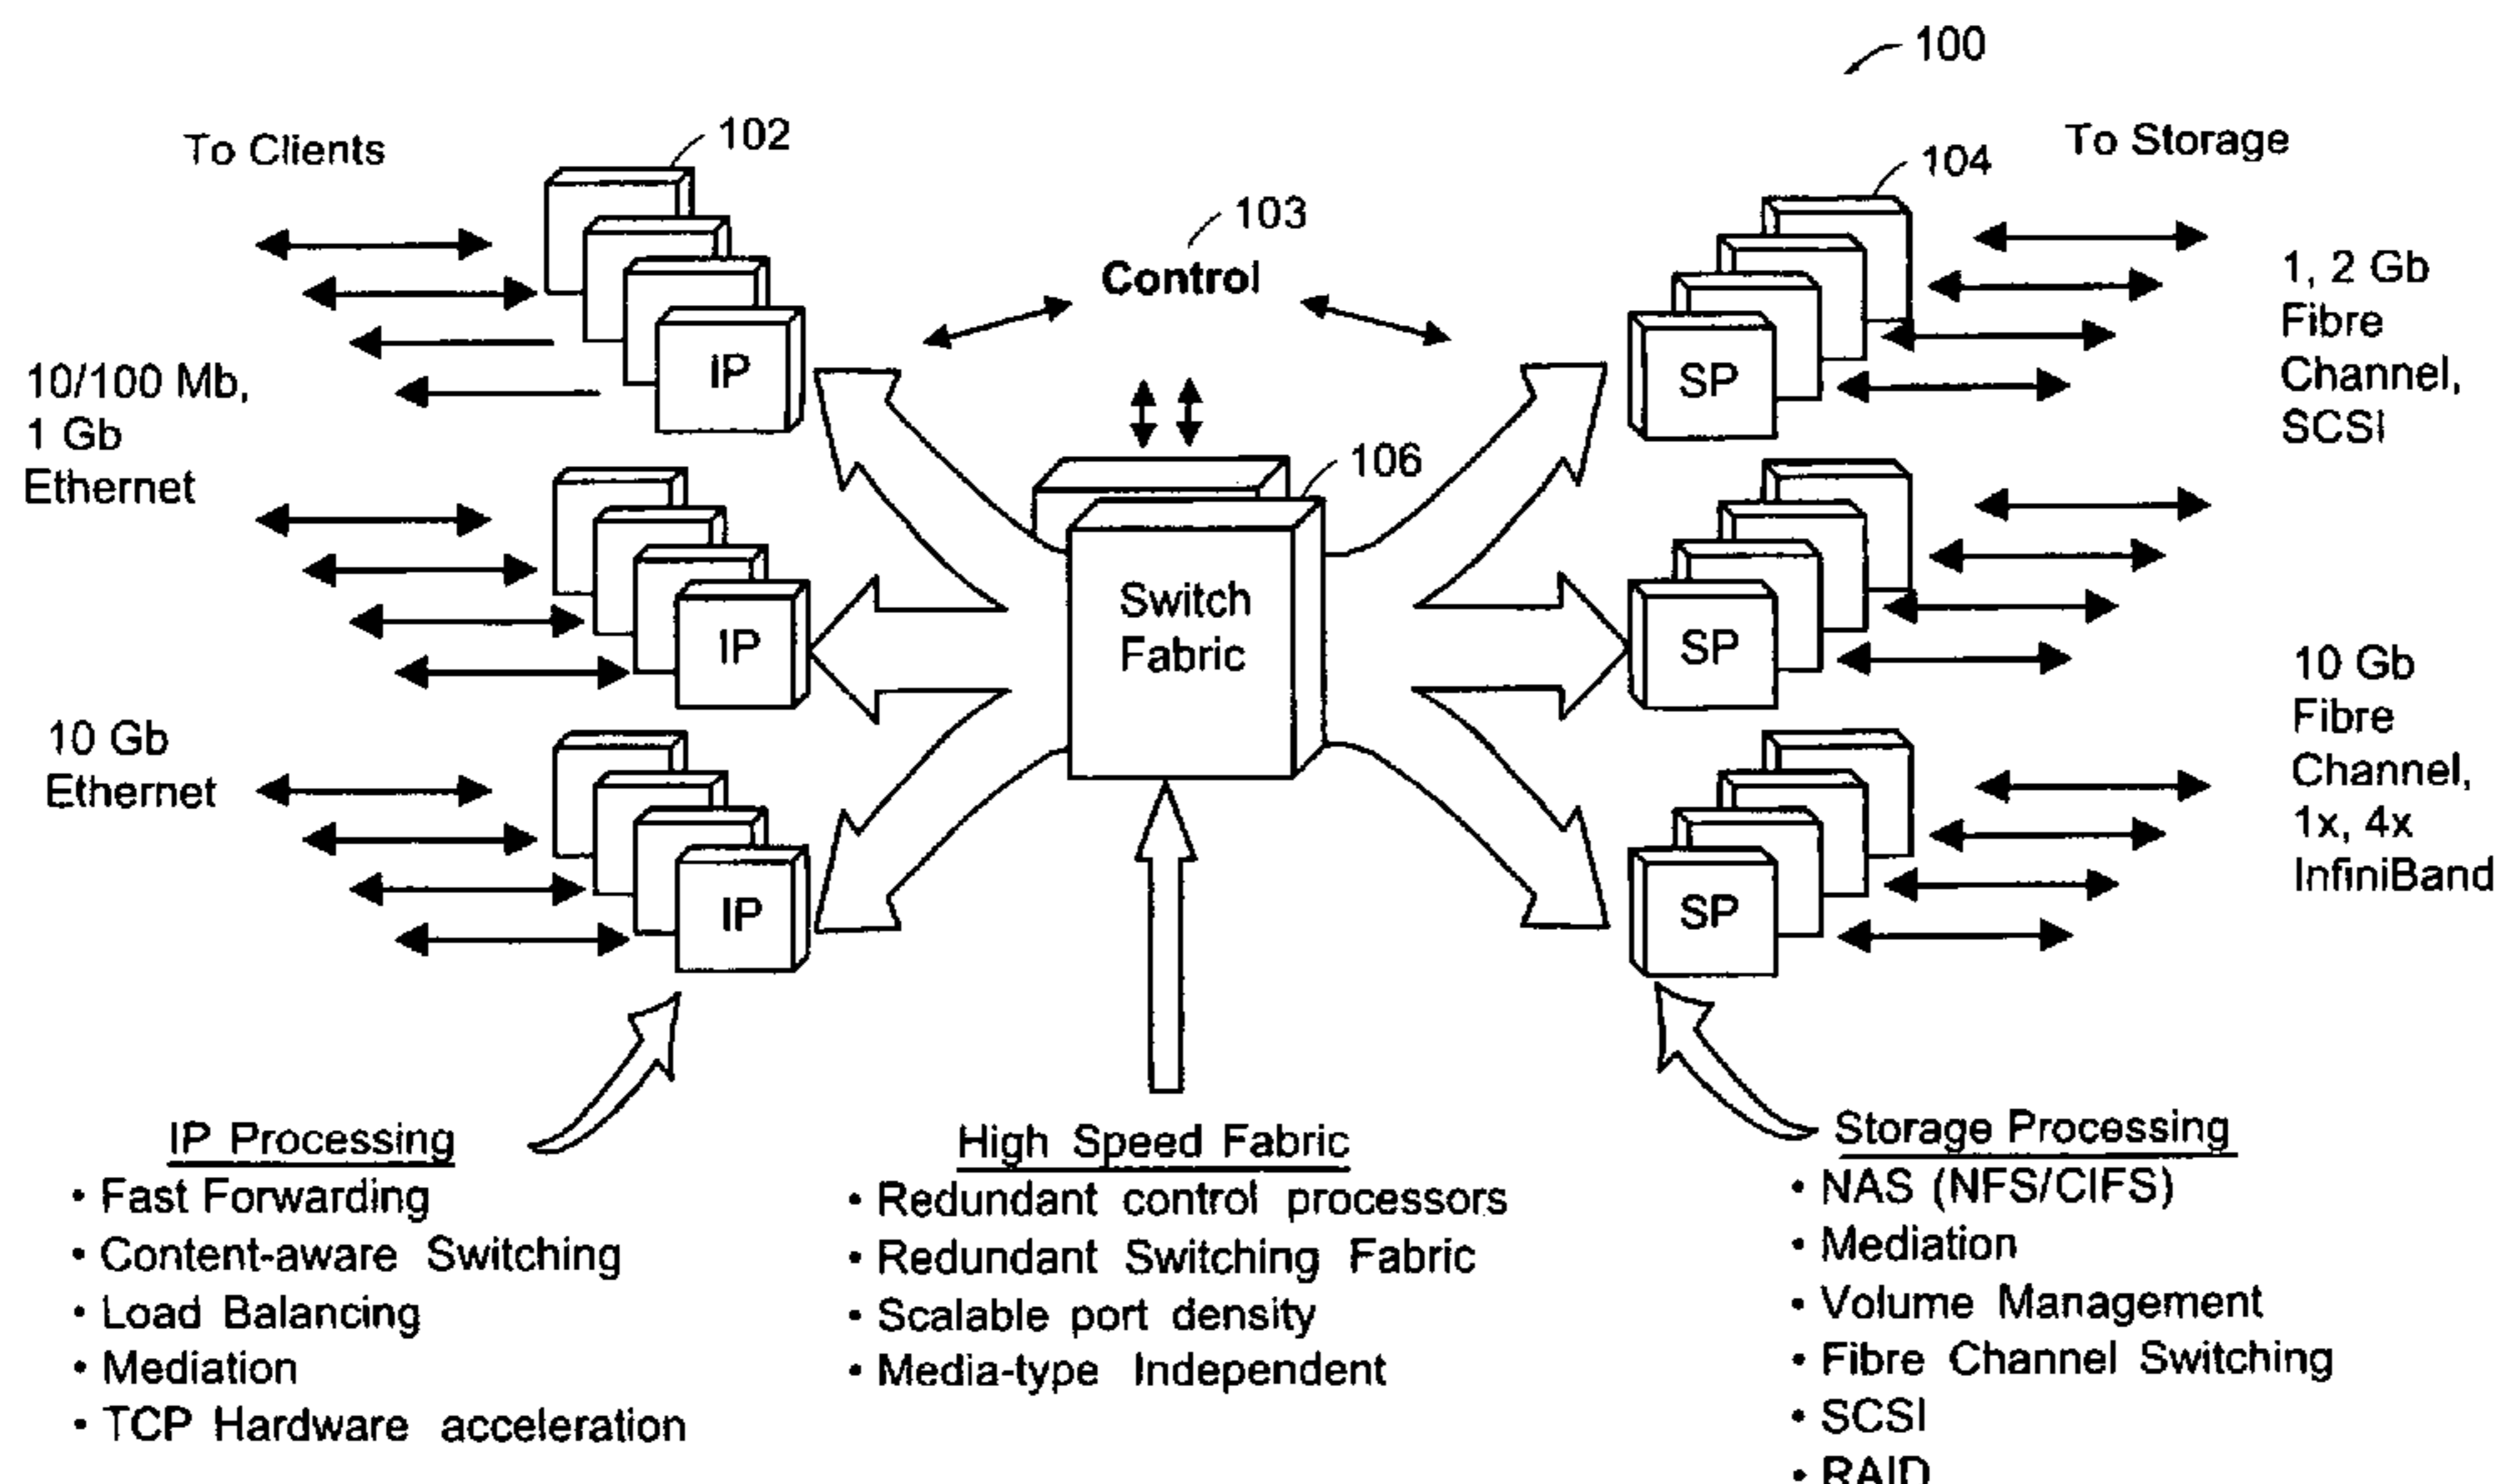 100
To Clients
102
To Storage
104
103
Control
1, 2 Gb
Fibre
Channel,
SCSI
10/100 Mb,
1 Gb
Ethernet
IP
SP
106
Switch
Fabric
IP
SP
10 Gb
Ethernet
10 Gb
Fibre
Channel,
1x, 4x
InfiniBand
IP
SP
IP Processing
• Fast Forwarding
• Content-aware Switching
• Load Balancing
• Mediation
• TCP Hardware acceleration
High Speed Fabric
• Redundant control processors
• Redundant Switching Fabric
• Scalable port density
• Media-type Independent
Storage Processing
• NAS (NFS/CIFS)
• Mediation
• Volume Management
• Fibre Channel Switching
• SCSI
• RAID